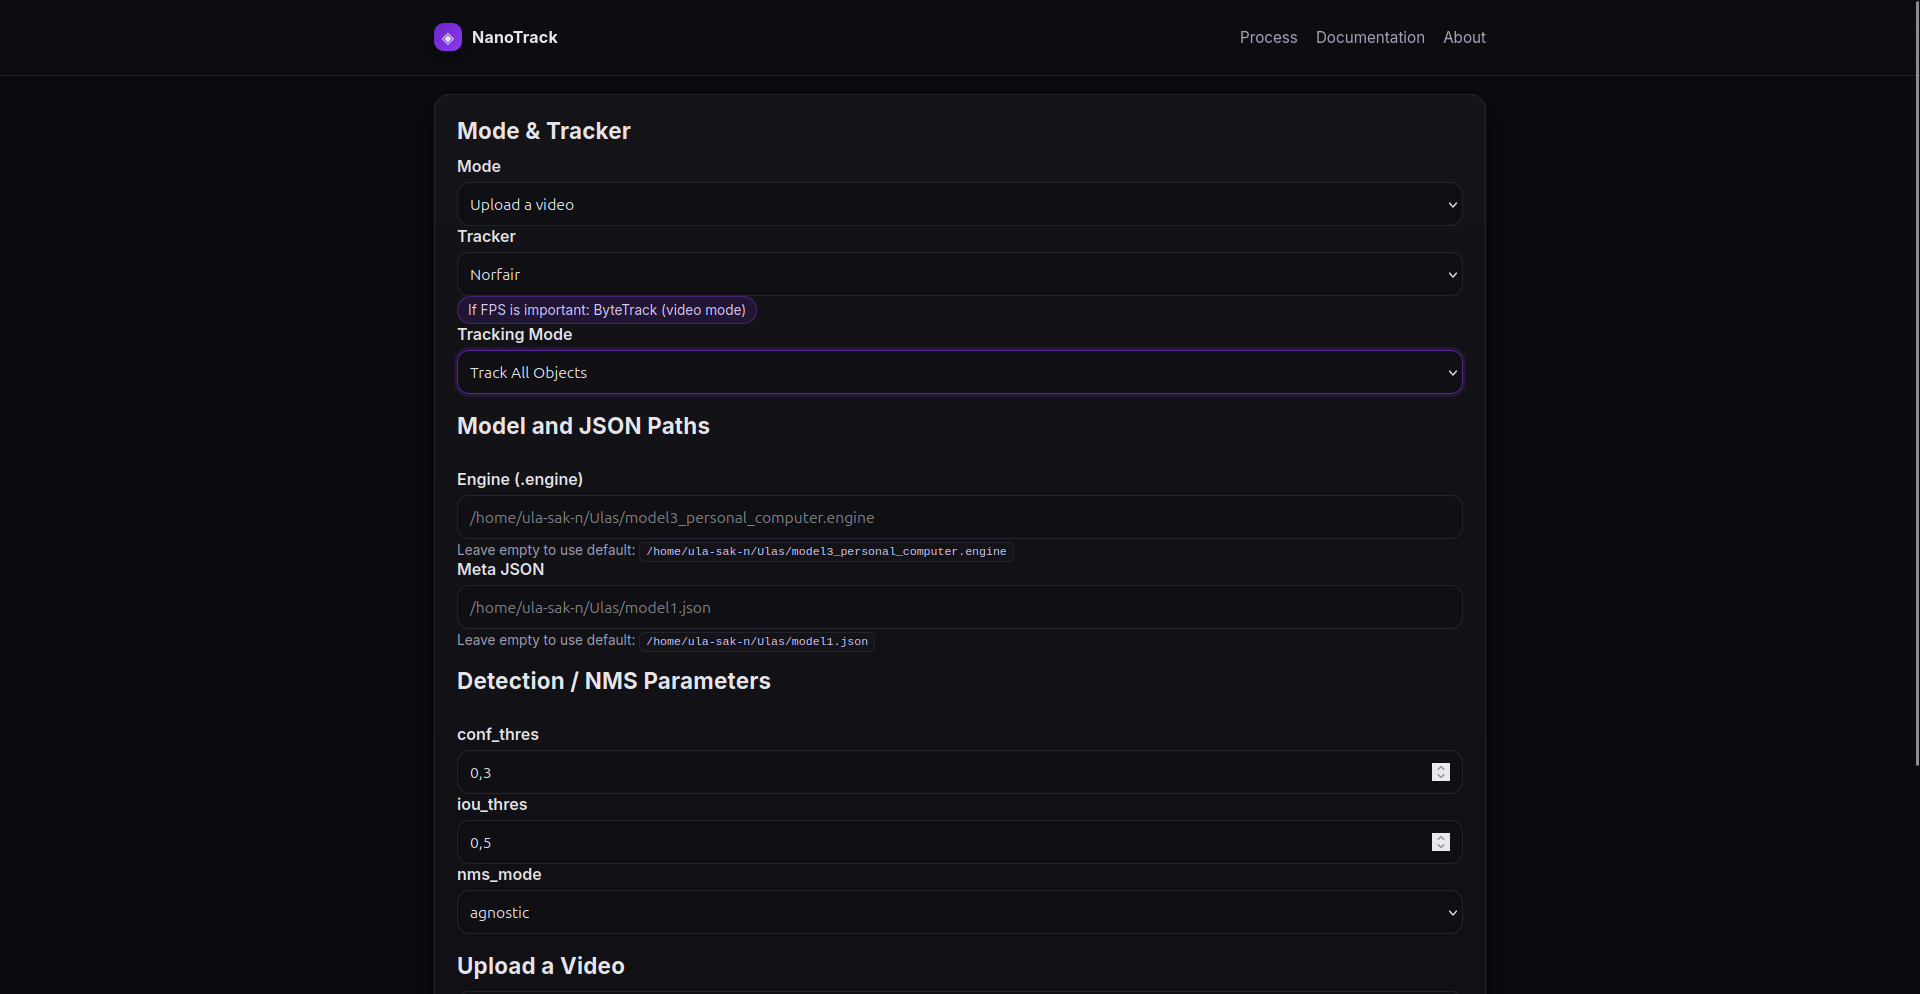 NanoTrack
Process Documentation About
Mode & Tracker
Mode
Upload a video
Tracker
Norfair
If FPS is important: ByteTrack (video mode)
Tracking Mode
Track All Objects
Model and JSON Paths
Engine (.engine)
/home/ula-sak-n/Ulas/model3_personal_computer.engine
Leave empty to use default: /home/ula-sak-n/Ulas/model3_personal_computer.engine
Meta JSON
/home/ula-sak-n/Ulas/model1.json
Leave empty to use default: /home/ula-sak-n/Ulas/model1.json
Detection / NMS Parameters
conf_thres
0,3
iou_thres
0,5
nms_mode
agnostic
Upload a Video